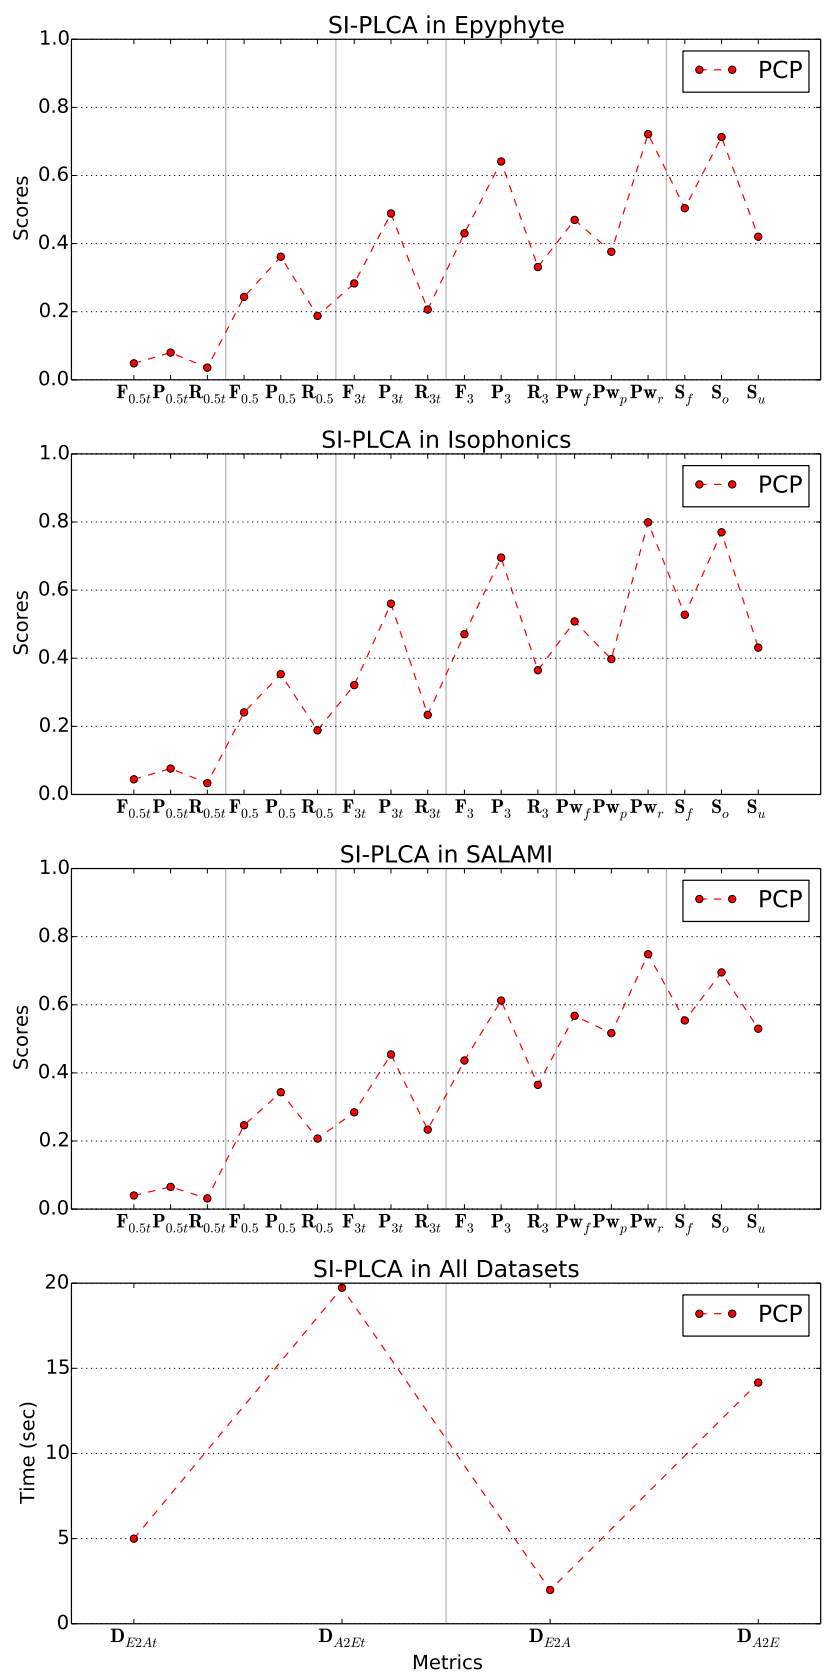 SI-PLCA in Epyphyte
1.0
0.8
0.6
0.4
0.2
0.0
Scores
PCP
F0.5t P0.5t R0.5t F0.5 P0.5 R0.5 F3t P3t R3t F3 P3 R3 Pwf Pwp Pwr Sf So Su
SI-PLCA in Isophonics
1.0
0.8
0.6
0.4
0.2
0.0
Scores
PCP
F0.5t P0.5t R0.5t F0.5 P0.5 R0.5 F3t P3t R3t F3 P3 R3 Pwf Pwp Pwr Sf So Su
SI-PLCA in SALAMI
1.0
0.8
0.6
0.4
0.2
0.0
Scores
PCP
F0.5t P0.5t R0.5t F0.5 P0.5 R0.5 F3t P3t R3t F3 P3 R3 Pwf Pwp Pwr Sf So Su
SI-PLCA in All Datasets
20
15
10
5
0
Time (sec)
PCP
DE2At DA2Et DE2A DA2E
Metrics